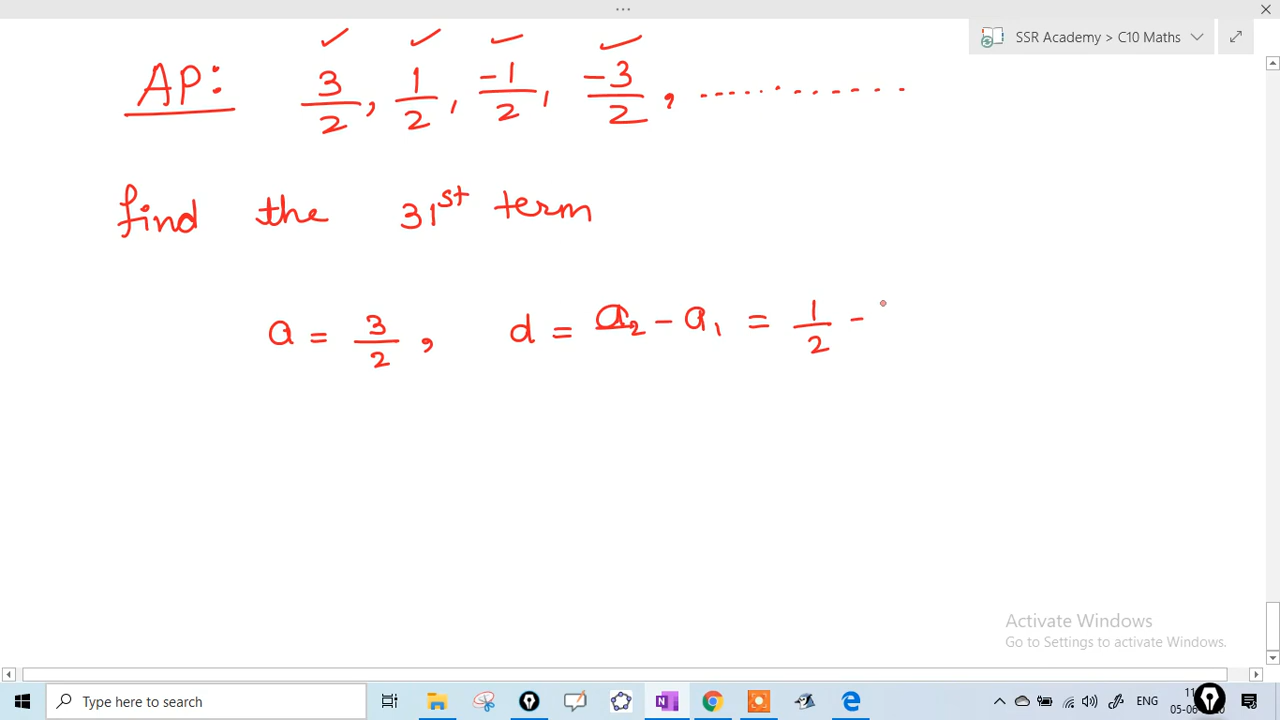 ...
SSR Academy > C10 Maths
AP: 3/2, 1/2, -1/2, -3/2, ............
find the 31st term
a = 3/2, d = a₂ - a₁ = 1/2 -
Activate Windows
Go to Settings to activate Windows.
Type here to search
ENG